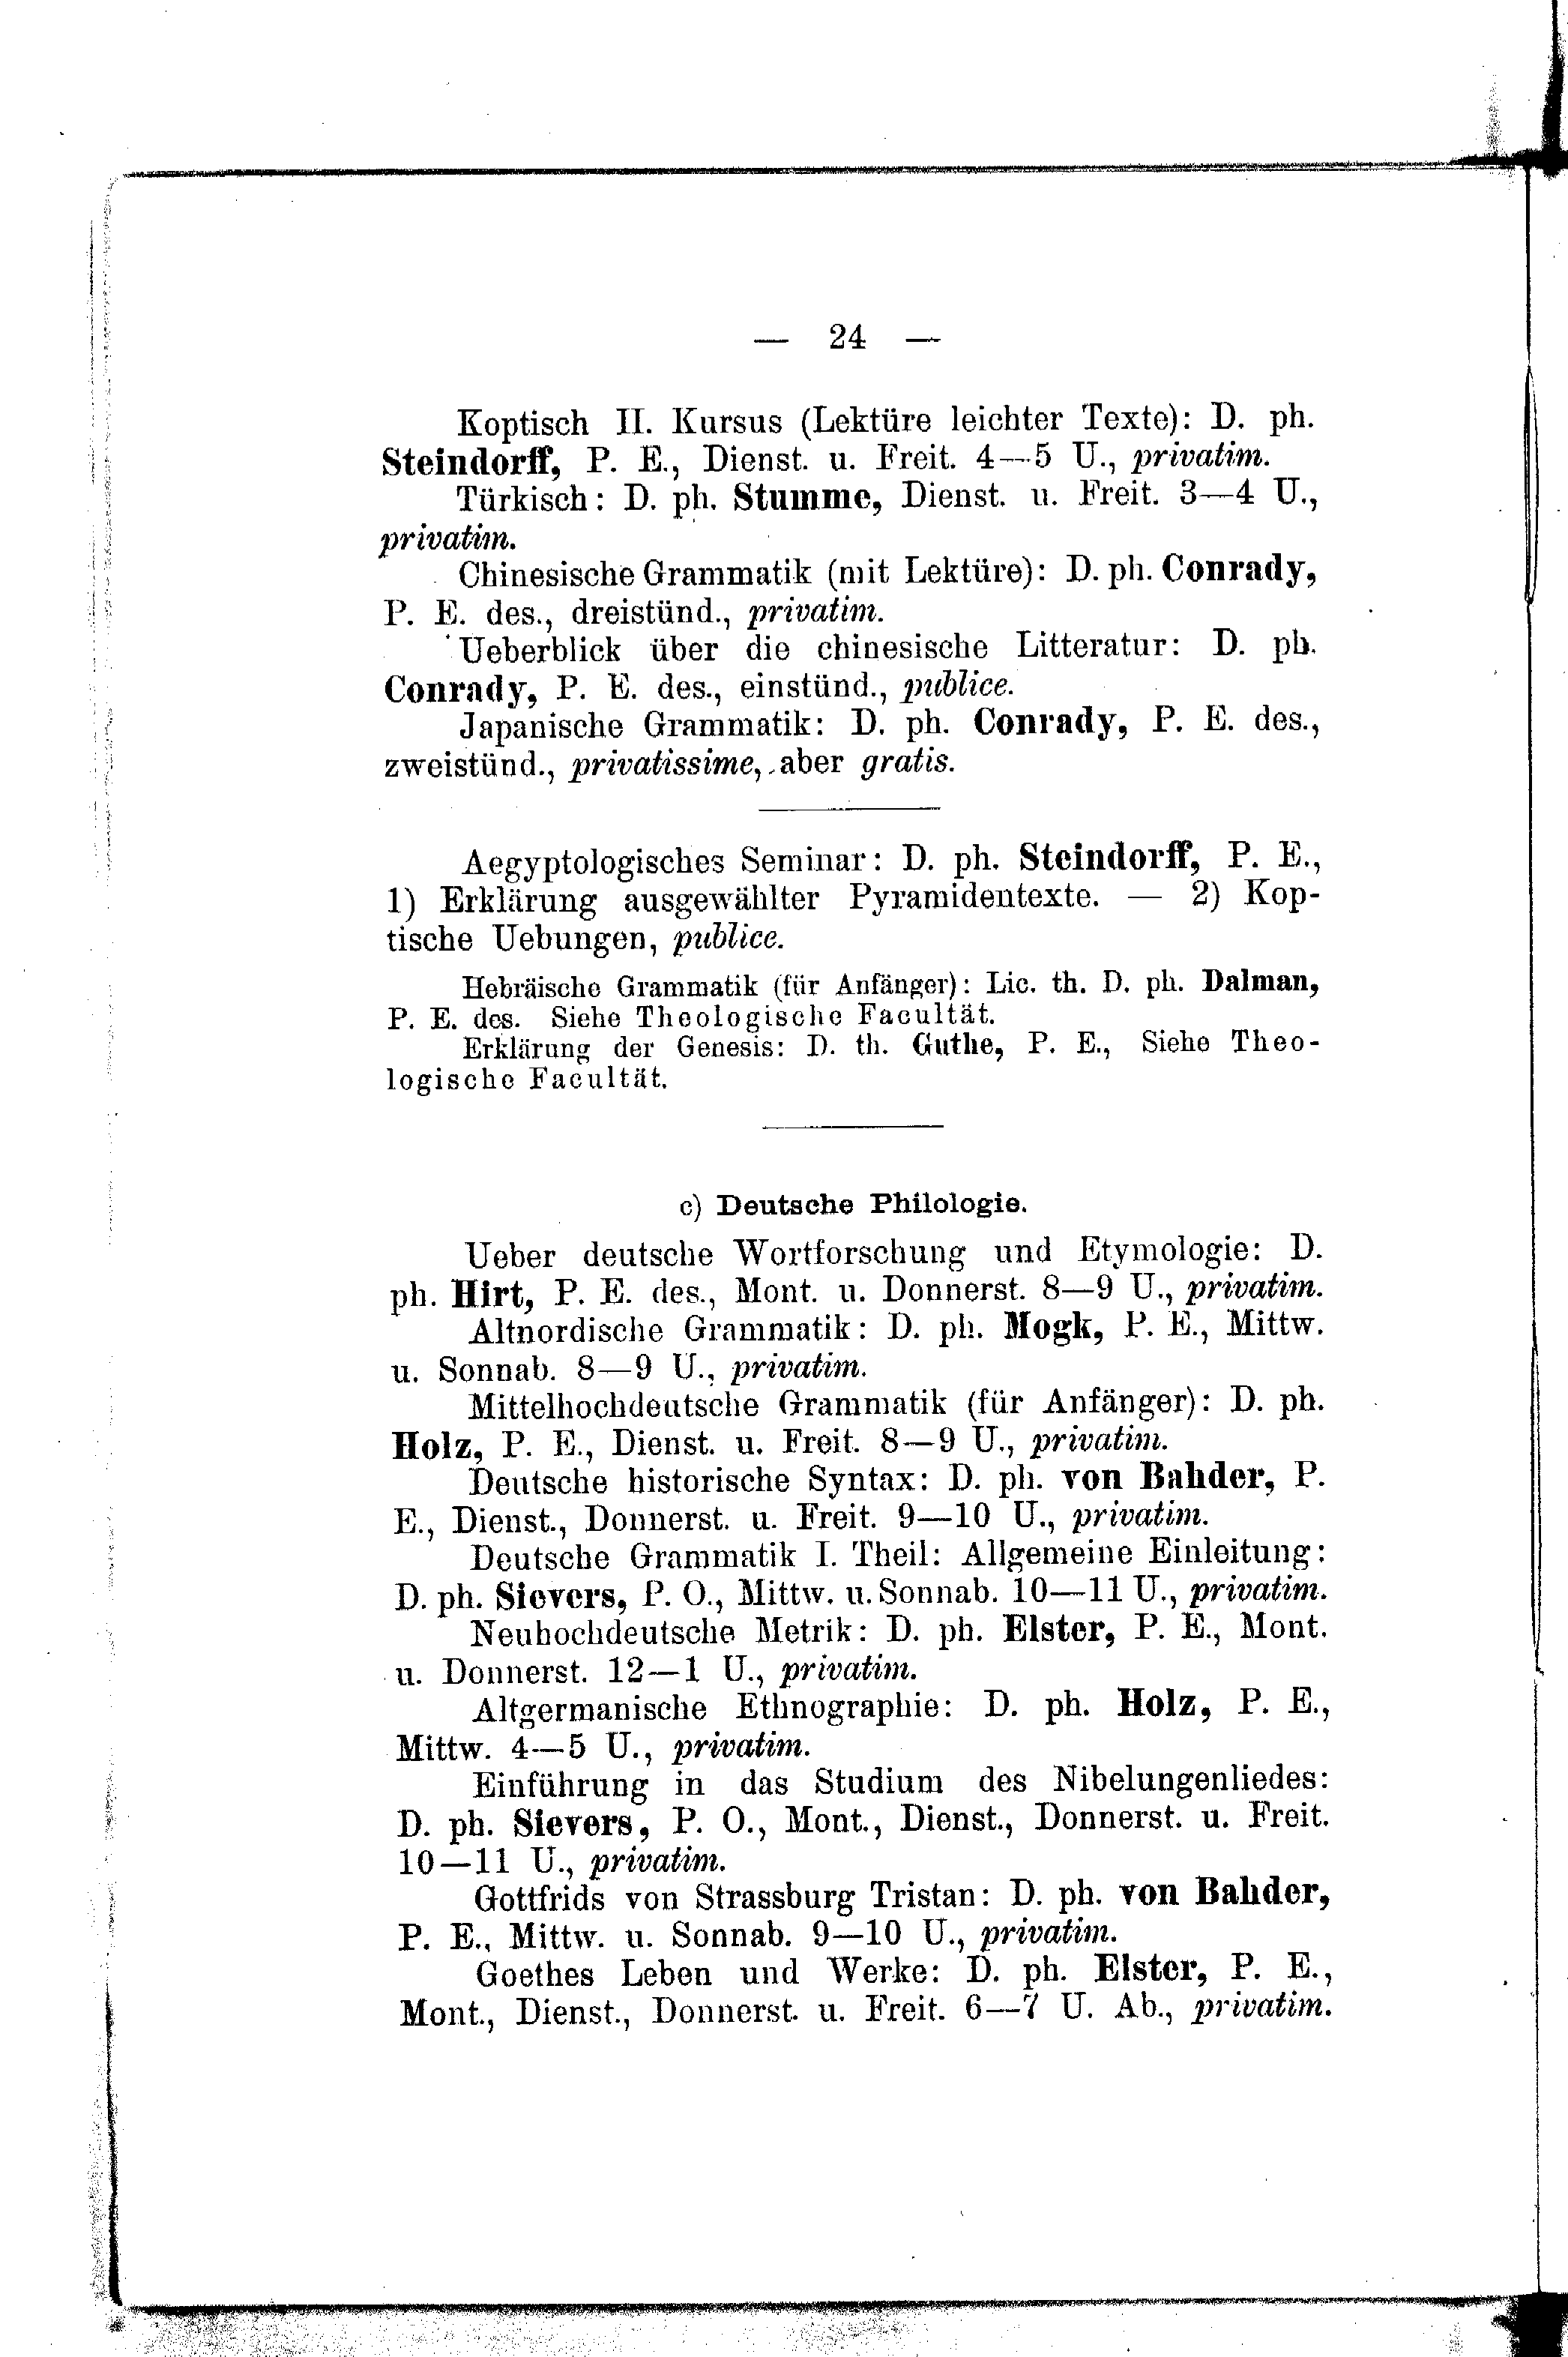 — 24 —
Koptisch II. Kursus (Lektüre leichter Texte): D. ph.
Steindorff, P. E., Dienst. u. Freit. 4—5 U., privatim.
Türkisch: D. ph. Stumme, Dienst. u. Freit. 3—4 U.,
privatim.
Chinesische Grammatik (mit Lektüre): D. ph. Conrady,
P. E. des., dreistünd., privatim.
Ueberblick über die chinesische Litteratur: D. ph.
Conrady, P. E. des., einstünd., publice.
Japanische Grammatik: D. ph. Conrady, P. E. des.,
zweistünd., privatissime, aber gratis.
Aegyptologisches Seminar: D. ph. Steindorff, P. E.,
1) Erklärung ausgewählter Pyramidentexte. — 2) Kop-
tische Uebungen, publice.
Hebräische Grammatik (für Anfänger): Lic. th. D. ph. Dalman,
P. E. des. Siehe Theologische Facultät.
Erklärung der Genesis: D. th. Guthe, P. E., Siehe Theo-
logische Facultät.
c) Deutsche Philologie.
Ueber deutsche Wortforschung und Etymologie: D.
ph. Hirt, P. E. des., Mont. u. Donnerst. 8—9 U., privatim.
Altnordische Grammatik: D. ph. Mogk, P. E., Mittw.
u. Sonnab. 8—9 U., privatim.
Mittelhochdeutsche Grammatik (für Anfänger): D. ph.
Holz, P. E., Dienst. u. Freit. 8—9 U., privatim.
Deutsche historische Syntax: D. ph. von Bahder, P.
E., Dienst., Donnerst. u. Freit. 9—10 U., privatim.
Deutsche Grammatik I. Theil: Allgemeine Einleitung:
D. ph. Sievers, P. O., Mittw. u. Sonnab. 10—11 U., privatim.
Neuhochdeutsche Metrik: D. ph. Elster, P. E., Mont.
u. Donnerst. 12—1 U., privatim.
Altgermanische Ethnographie: D. ph. Holz, P. E.,
Mittw. 4—5 U., privatim.
Einführung in das Studium des Nibelungenliedes:
D. ph. Sievers, P. O., Mont., Dienst., Donnerst. u. Freit.
10—11 U., privatim.
Gottfrids von Strassburg Tristan: D. ph. von Bahder,
P. E., Mittw. u. Sonnab. 9—10 U., privatim.
Goethes Leben und Werke: D. ph. Elster, P. E.,
Mont., Dienst., Donnerst. u. Freit. 6—7 U. Ab., privatim.